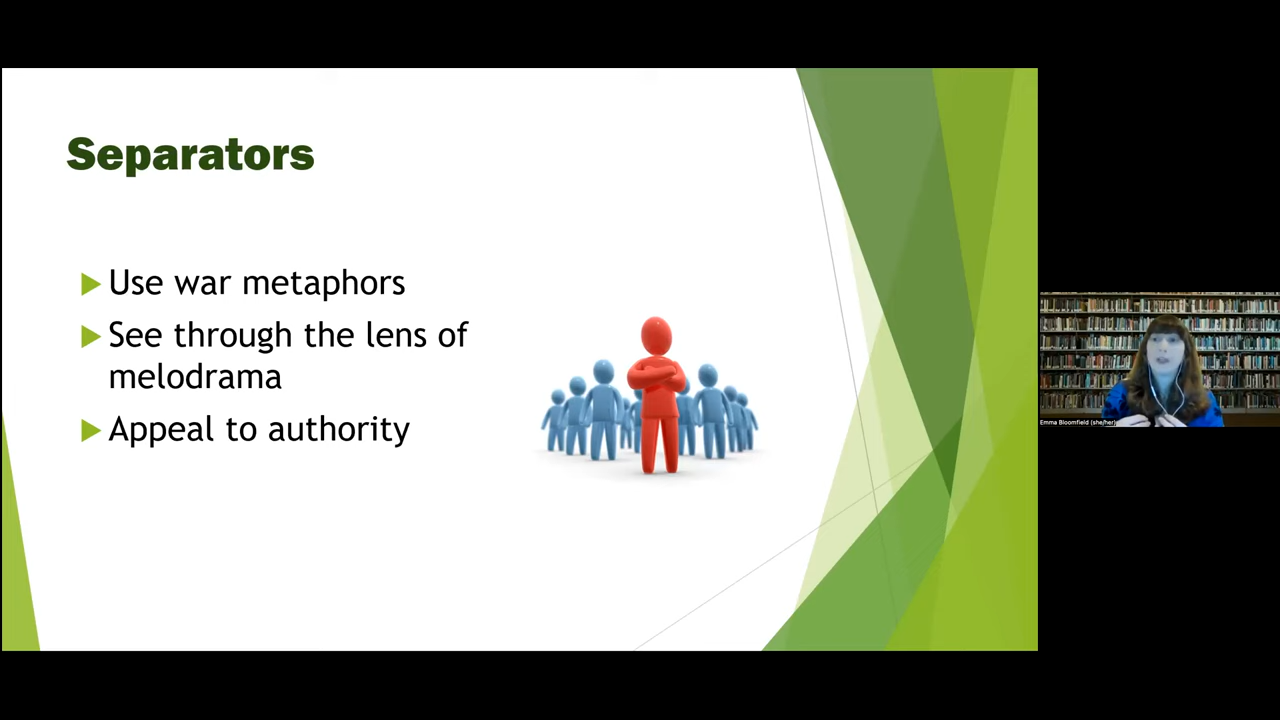 Separators
Use war metaphors
See through the lens of
melodrama
Appeal to authority
Emma Bloomfield (she/her)